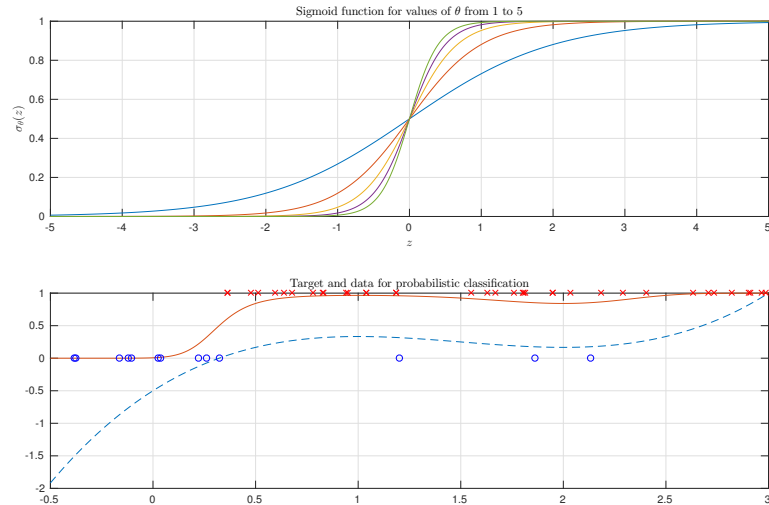 Sigmoid function for values of θ from 1 to 5
1
0.8
0.6
0.4
0.2
0
σθ(z)
-5 -4 -3 -2 -1 0 1 2 3 4 5
z
Target and data for probabilistic classification
1
0.5
0
-0.5
-1
-1.5
-2
-0.5 0 0.5 1 1.5 2 2.5 3